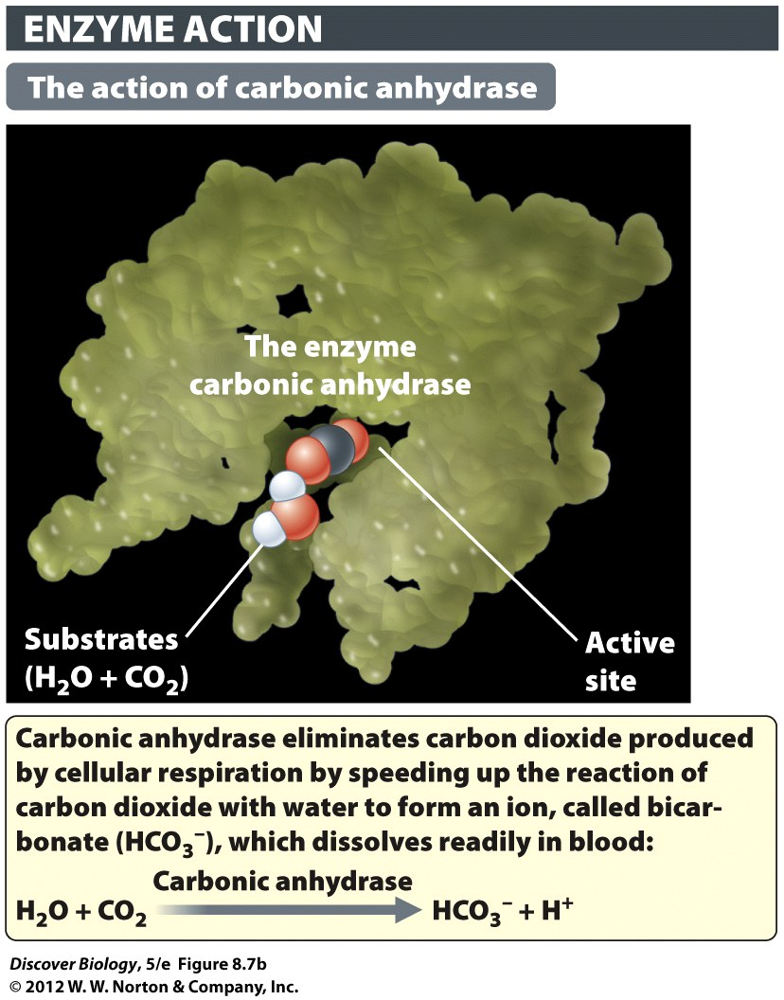 ENZYME ACTION
The action of carbonic anhydrase
The enzyme
carbonic anhydrase
Substrates
(H₂O + CO₂)
Active
site
Carbonic anhydrase eliminates carbon dioxide produced
by cellular respiration by speeding up the reaction of
carbon dioxide with water to form an ion, called bicar-
bonate (HCO₃⁻), which dissolves readily in blood:
Carbonic anhydrase
H₂O + CO₂ → HCO₃⁻ + H⁺
Discover Biology, 5/e Figure 8.7b
© 2012 W. W. Norton & Company, Inc.